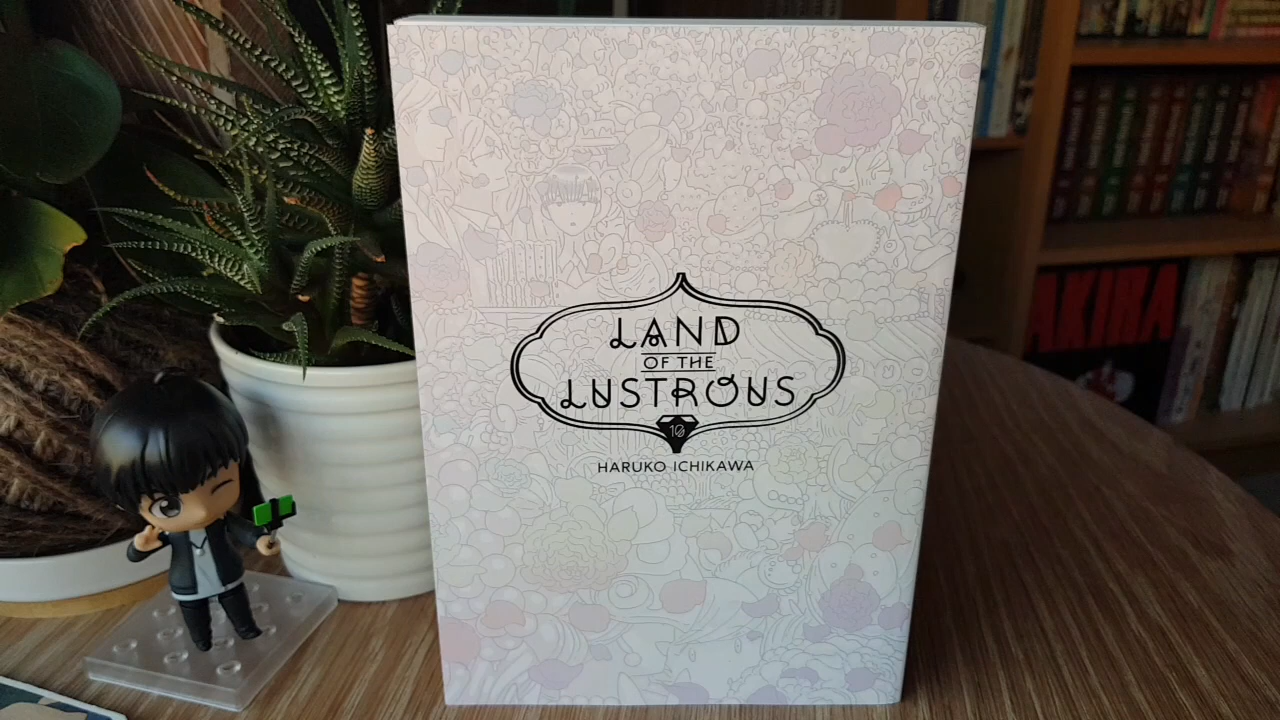 LAND
OF THE
LUSTROUS
10
HARUKO ICHIKAWA
AKIRA